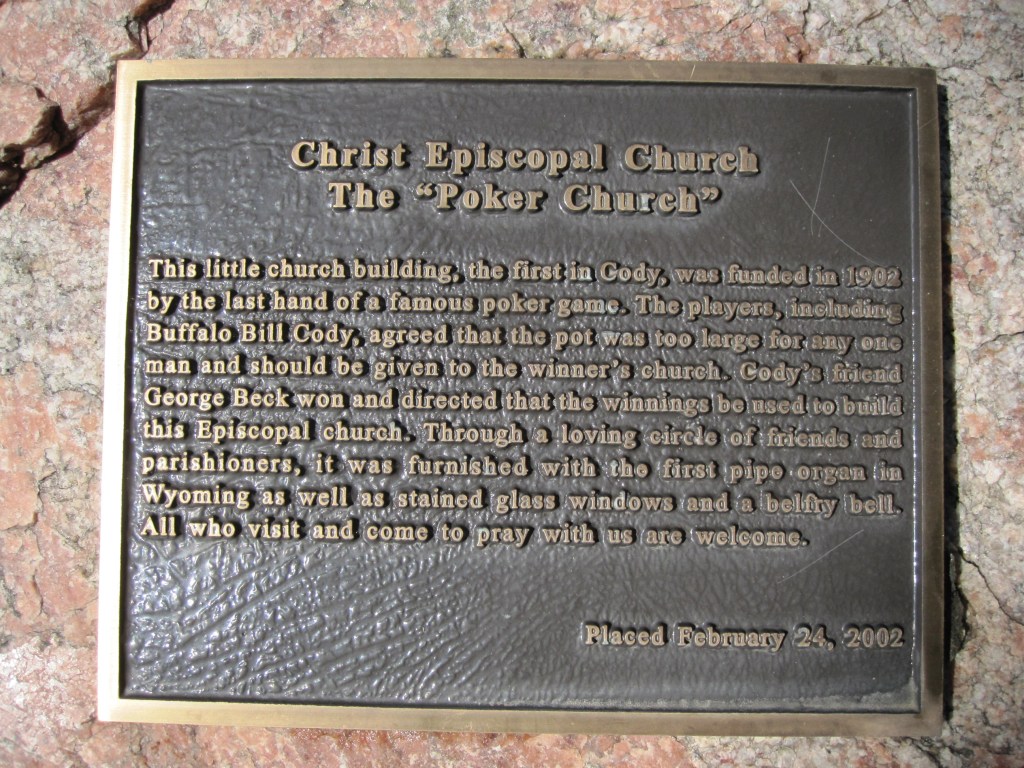 Christ Episcopal Church
The “Poker Church”
This little church building, the first in Cody, was funded in 1902
by the last hand of a famous poker game. The players, including
Buffalo Bill Cody, agreed that the pot was too large for any one
man and should be given to the winner’s church. Cody’s friend
George Beck won and directed that the winnings be used to build
this Episcopal church. Through a loving circle of friends and
parishioners, it was furnished with the first pipe organ in
Wyoming as well as stained glass windows and a belfry bell.
All who visit and come to pray with us are welcome.
Placed February 24, 2002